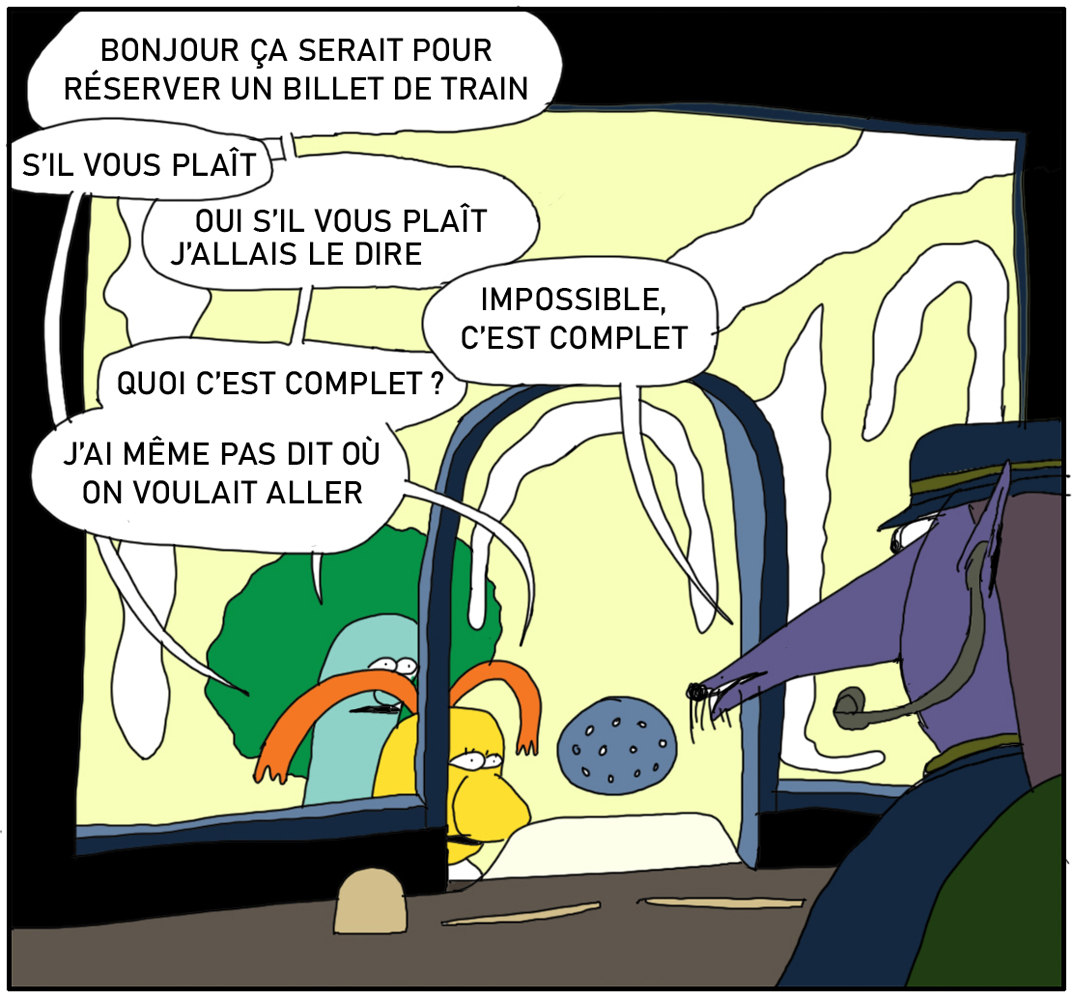 BONJOUR ÇA SERAIT POUR
RÉSERVER UN BILLET DE TRAIN
S'IL VOUS PLAÎT
OUI S'IL VOUS PLAÎT
J'ALLAIS LE DIRE
IMPOSSIBLE,
C'EST COMPLET
QUOI C'EST COMPLET ?
J'AI MÊME PAS DIT OÙ
ON VOULAIT ALLER